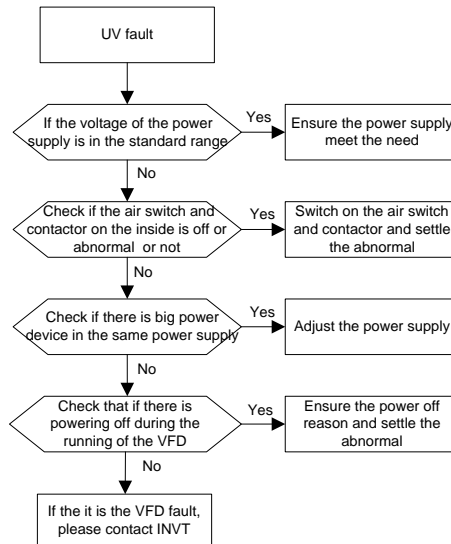 UV fault
If the voltage of the power
supply is in the standard range
Yes
Ensure the power supply
meet the need
No
Check if the air switch and
contactor on the inside is off or
abnormal or not
Yes
Switch on the air switch
and contactor and settle
the abnormal
No
Check if there is big power
device in the same power supply
Yes
Adjust the power supply
No
Check that if there is
powering off during the
running of the VFD
Yes
Ensure the power off
reason and settle the
abnormal
No
If the it is the VFD fault,
please contact INVT